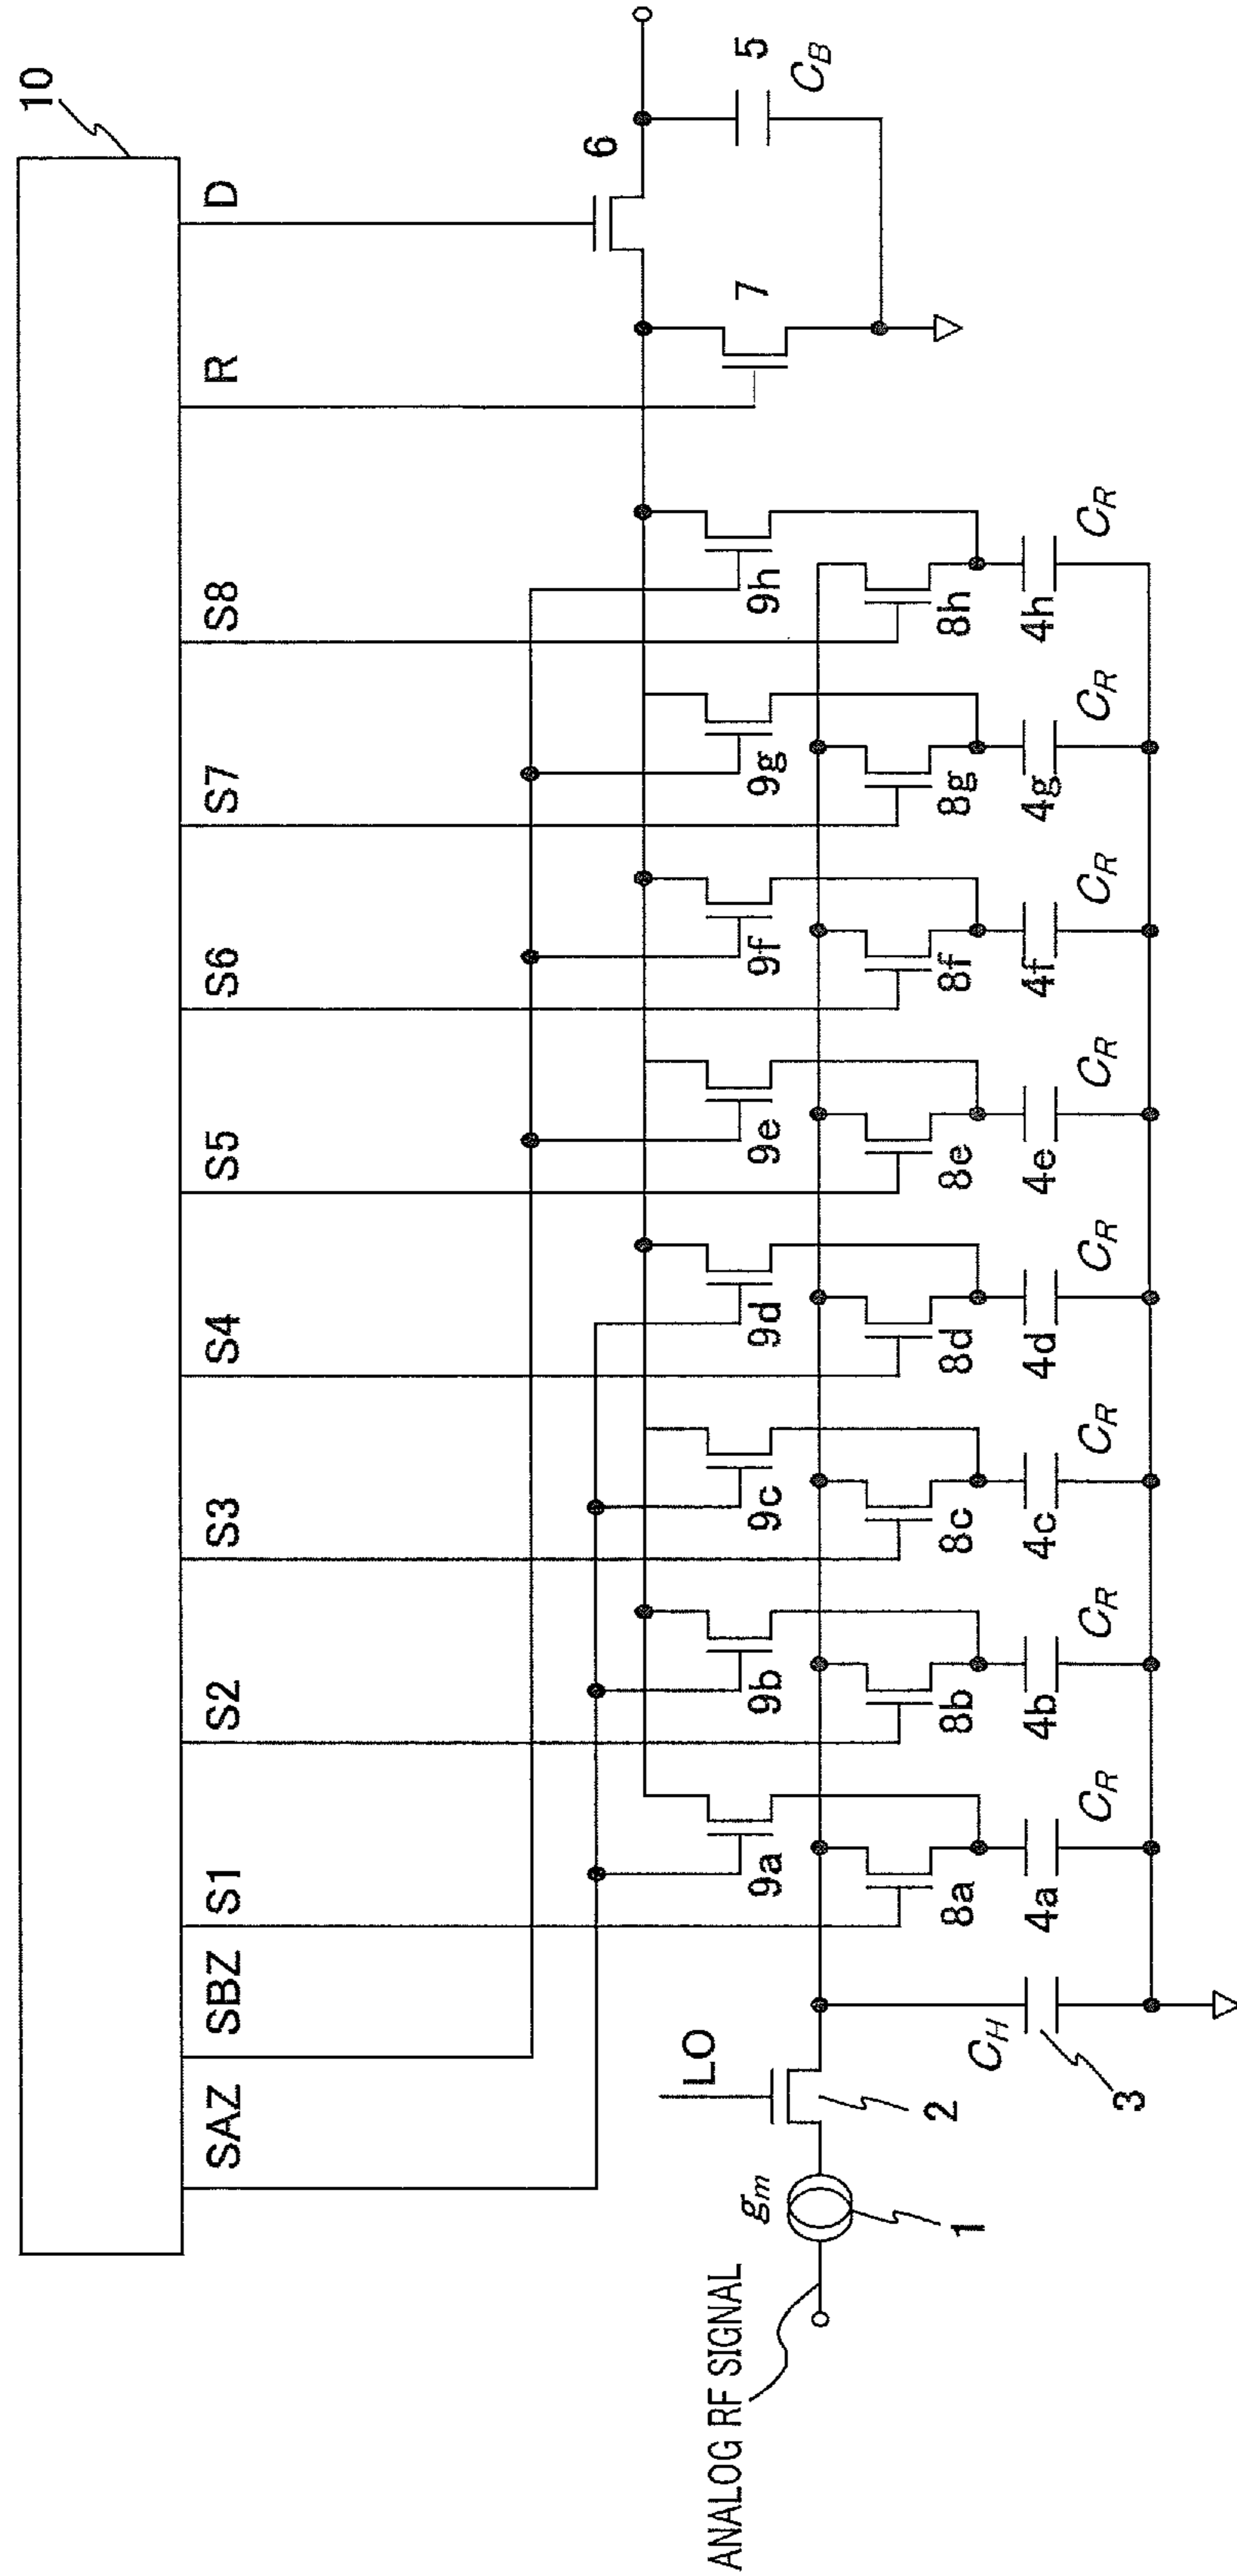 10
SAZ
SBZ
S1
S2
S3
S4
S5
S6
S7
S8
R
D
6
5
C_B
7
9a
9b
9c
9d
9e
9f
9g
9h
8a
8b
8c
8d
8e
8f
8g
8h
4a
4b
4c
4d
4e
4f
4g
4h
C_R
C_R
C_R
C_R
C_R
C_R
C_R
C_R
LO
g_m
2
1
C_H
3
ANALOG RF SIGNAL